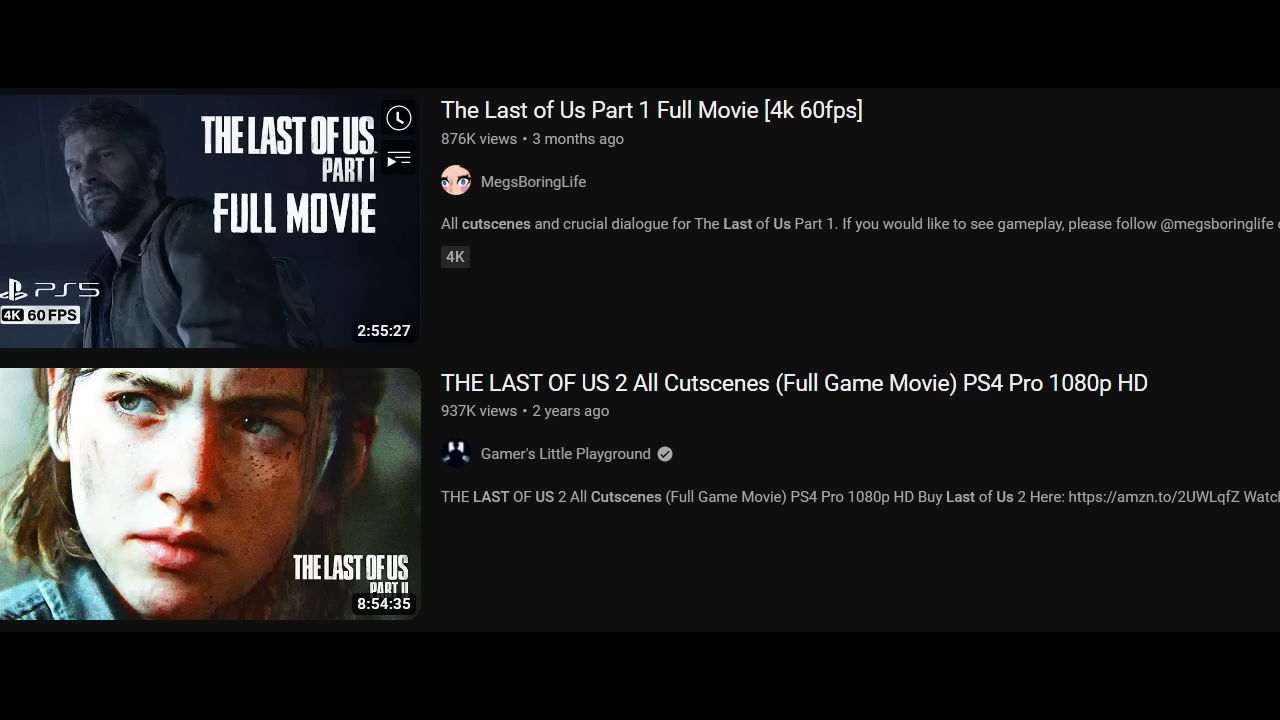 THE LAST OF US
PART I
FULL MOVIE
PS5
4K 60 FPS
2:55:27
The Last of Us Part 1 Full Movie [4k 60fps]
876K views • 3 months ago
MegsBoringLife
All cutscenes and crucial dialogue for The Last of Us Part 1. If you would like to see gameplay, please follow @megsboringlife
4K
THE LAST OF US
PART II
8:54:35
THE LAST OF US 2 All Cutscenes (Full Game Movie) PS4 Pro 1080p HD
937K views • 2 years ago
Gamer's Little Playground
THE LAST OF US 2 All Cutscenes (Full Game Movie) PS4 Pro 1080p HD Buy Last of Us 2 Here: https://amzn.to/2UWLqfZ